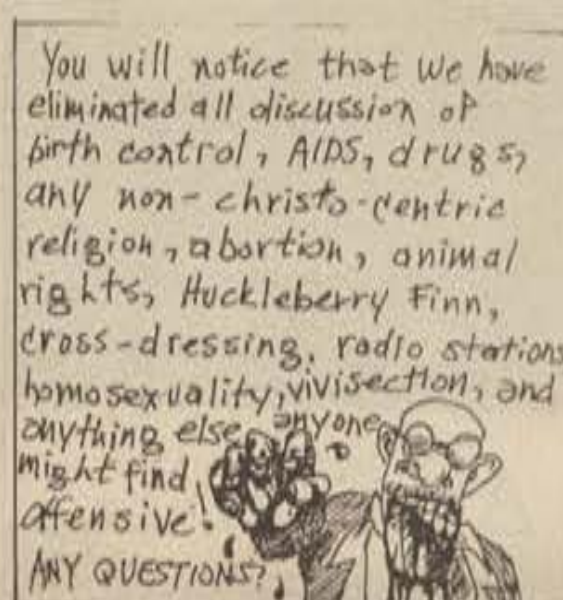 You will notice that we have
eliminated all discussion of
birth control, AIDS, drugs,
any non-christo-centric
religion, abortion, animal
rights, Huckleberry Finn,
cross-dressing, radio stations
homosexuality, vivisection, and
anything else anyone
might find
offensive!
ANY QUESTIONS?